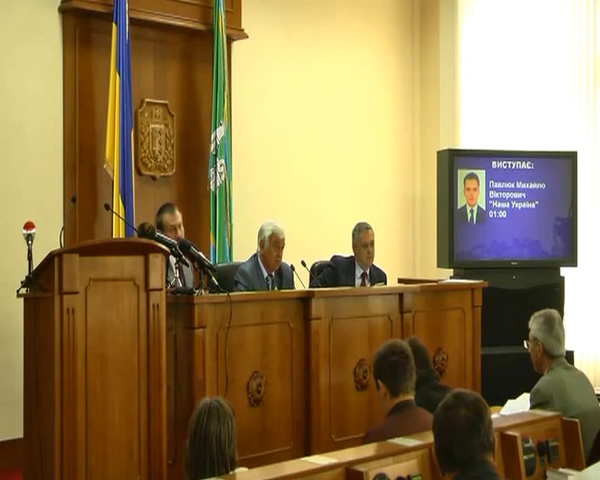 ВИСТУПАЄ:
Павлюк Михайло
Вікторович
"Наша Україна"
01:00